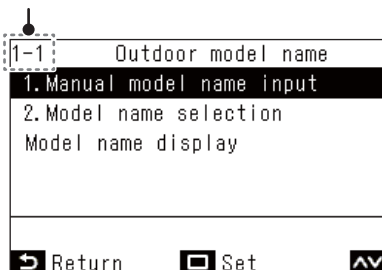 1-1 Outdoor model name
1.Manual model name input
2.Model name selection
Model name display
Return Set